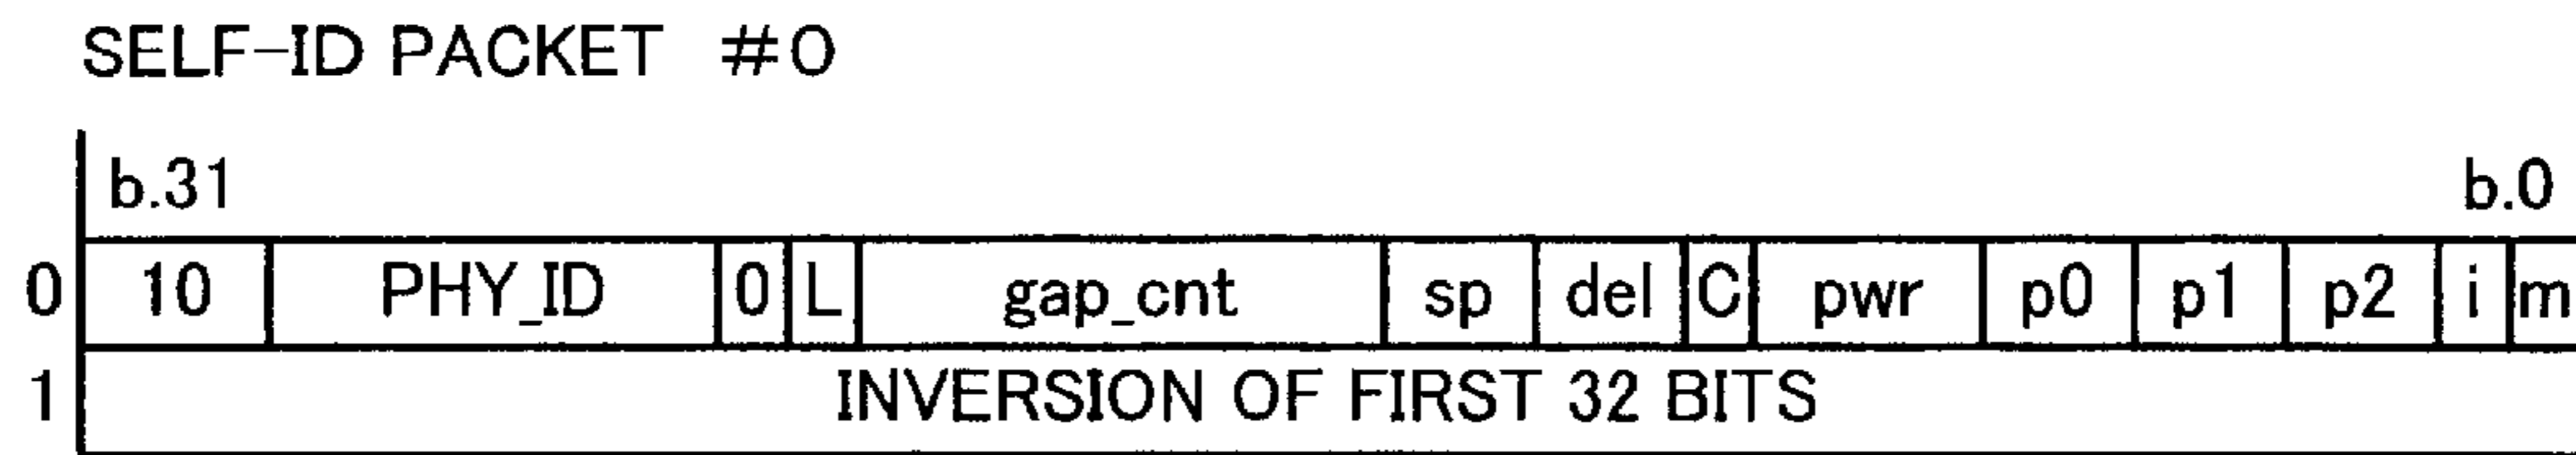 SELF-ID PACKET #0
b.31 b.0
0 10 PHY_ID 0 L gap_cnt sp del C pwr p0 p1 p2 i m
1 INVERSION OF FIRST 32 BITS